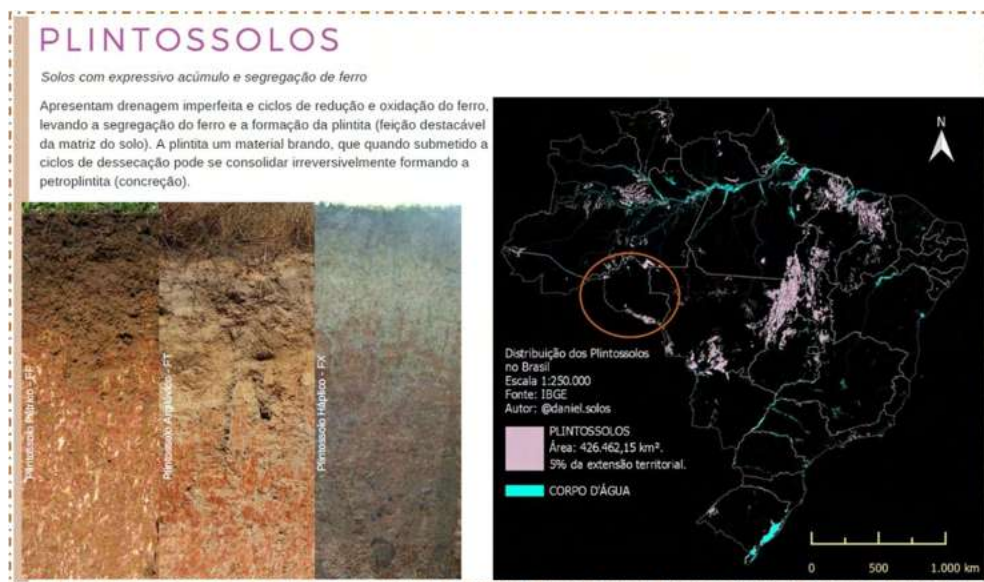 PLINTOSSOLOS
Solos com expressivo acúmulo e segregação de ferro
Apresentam drenagem imperfeita e ciclos de redução e oxidação do ferro,
levando a segregação do ferro e a formação da plintita (feição destacável
da matriz do solo). A plintita um material brando, que quando submetido a
ciclos de dessecação pode se consolidar irreversivelmente formando a
petroplintita (concreção).
Plintossolo Pétrico - FF
Plintossolo Argilúvico - FT
Plintossolo Háplico - FX
N
Distribuição dos Plintossolos
no Brasil
Escala 1:250.000
Fonte: IBGE
Autor: @daniel.solos
PLINTOSSOLOS
Área: 426.462,15 km².
5% da extensão territorial.
CORPO D'ÁGUA
0 500 1.000 km